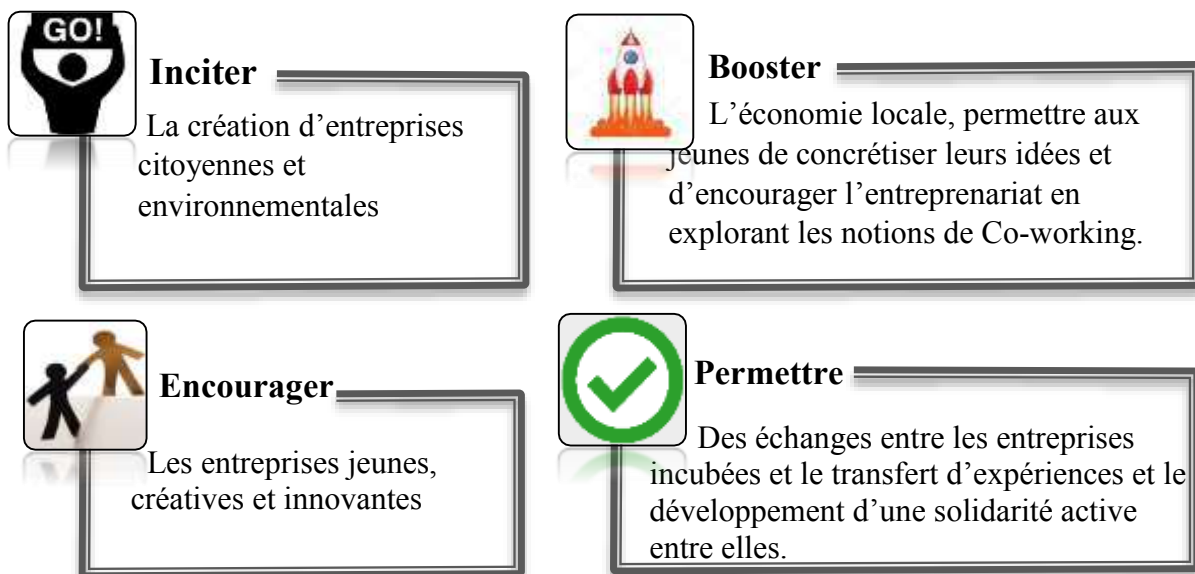 GO!
Inciter
La création d’entreprises
citoyennes et
environnementales
Booster
L’économie locale, permettre aux
jeunes de concrétiser leurs idées et
d’encourager l’entreprenariat en
explorant les notions de Co-working.
Encourager
Les entreprises jeunes,
créatives et innovantes
Permettre
Des échanges entre les entreprises
incubées et le transfert d’expériences et le
développement d’une solidarité active
entre elles.